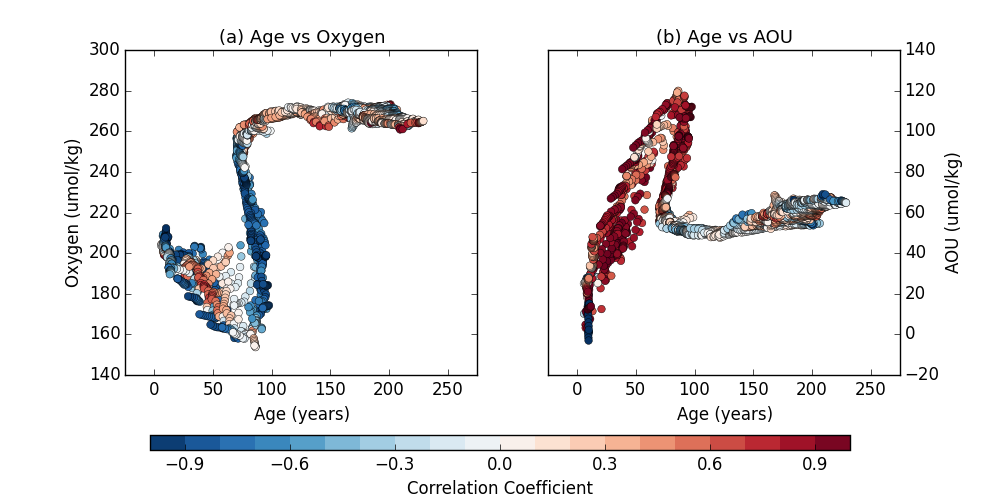 (a) Age vs Oxygen
(b) Age vs AOU
300
280
260
240
220
200
180
160
140
Oxygen (umol/kg)
0 50 100 150 200 250
Age (years)
140
120
100
80
60
40
20
0
−20
AOU (umol/kg)
0 50 100 150 200 250
Age (years)
−0.9 −0.6 −0.3 0.0 0.3 0.6 0.9
Correlation Coefficient